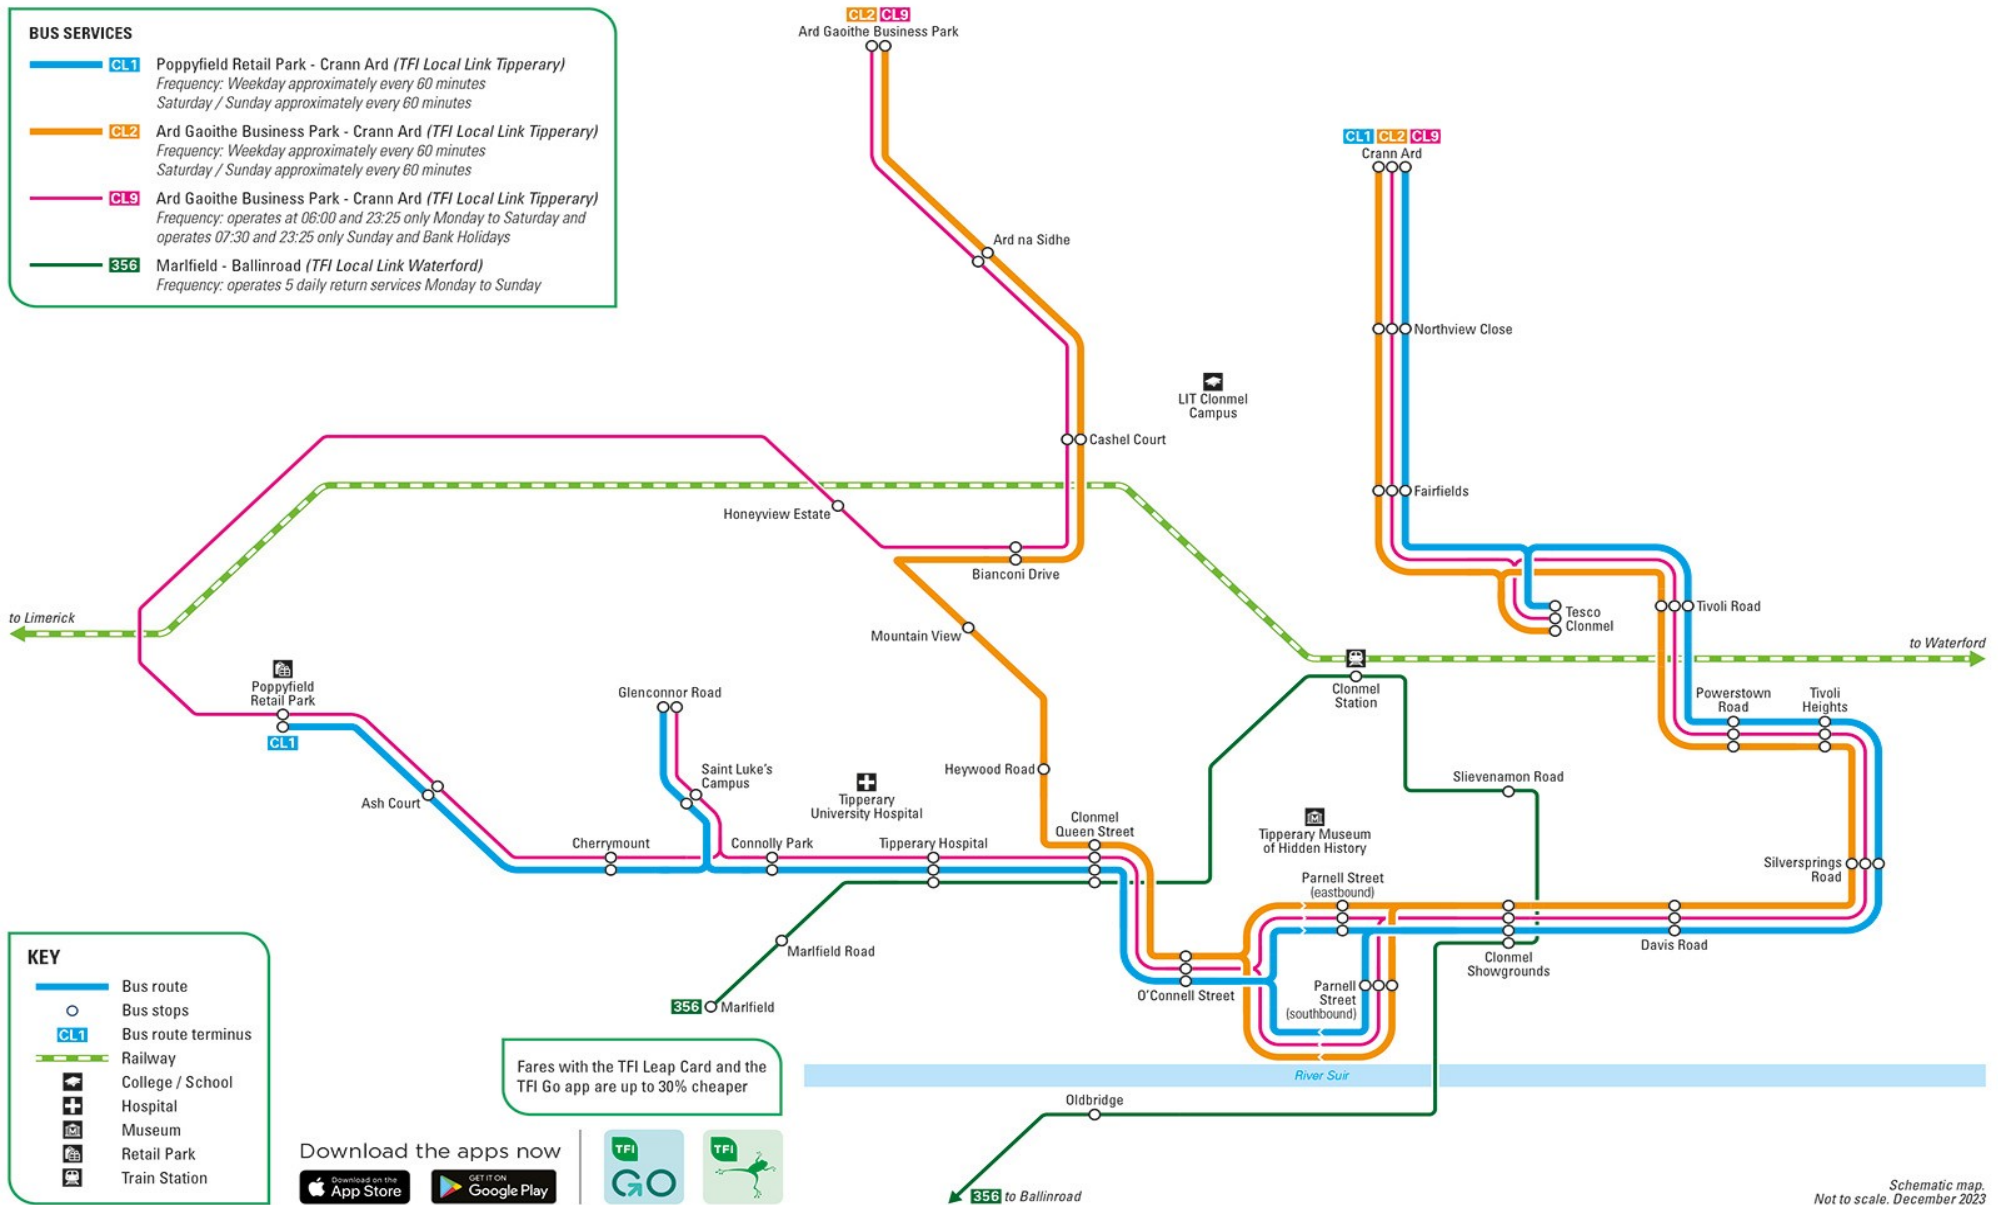 BUS SERVICES
CL1 Poppyfield Retail Park - Crann Ard (TFI Local Link Tipperary)
Frequency: Weekday approximately every 60 minutes
Saturday / Sunday approximately every 60 minutes
CL2 Ard Gaoithe Business Park - Crann Ard (TFI Local Link Tipperary)
Frequency: Weekday approximately every 60 minutes
Saturday / Sunday approximately every 60 minutes
CL9 Ard Gaoithe Business Park - Crann Ard (TFI Local Link Tipperary)
Frequency: operates at 06:00 and 23:25 only Monday to Saturday and
operates 07:30 and 23:25 only Sunday and Bank Holidays
356 Marlfield - Ballinroad (TFI Local Link Waterford)
Frequency: operates 5 daily return services Monday to Sunday
CL2 CL9
Ard Gaoithe Business Park
CL1 CL2 CL9
Crann Ard
Ard na Sidhe
Northview Close
LIT Clonmel
Campus
Cashel Court
Fairfields
Honeyview Estate
Bianconi Drive
Tesco
Clonmel
Tivoli Road
to Limerick
Mountain View
to Waterford
Poppyfield
Retail Park
CL1
Glenconnor Road
Clonmel
Station
Powerstown
Road
Tivoli
Heights
Saint Luke's
Campus
Heywood Road
Slievenamon Road
Ash Court
Tipperary
University Hospital
Clonmel
Queen Street
Tipperary Museum
of Hidden History
Cherrymount
Connolly Park
Tipperary Hospital
Silversprings
Road
Parnell Street
(eastbound)
Marlfield Road
Davis Road
Clonmel
Showgrounds
O'Connell Street
Parnell
Street
(southbound)
356 Marlfield
KEY
Bus route
Bus stops
CL1 Bus route terminus
Railway
College / School
Hospital
Museum
Retail Park
Train Station
Fares with the TFI Leap Card and the
TFI Go app are up to 30% cheaper
River Suir
Oldbridge
Download the apps now
Download on the
App Store
GET IT ON
Google Play
TFI
GO
TFI
356 to Ballinroad
Schematic map.
Not to scale. December 2023